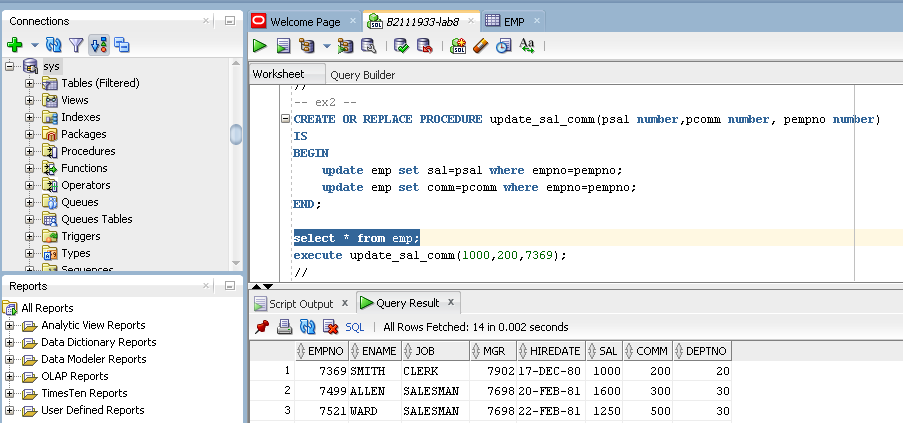 Connections
sys
Tables (Filtered)
Views
Indexes
Packages
Procedures
Functions
Operators
Queues
Queues Tables
Triggers
Types
Sequences
Reports
All Reports
Analytic View Reports
Data Dictionary Reports
Data Modeler Reports
OLAP Reports
TimesTen Reports
User Defined Reports
Welcome Page B2111933-lab8 EMP
SQL Aa
Worksheet Query Builder
//
-- ex2 --
CREATE OR REPLACE PROCEDURE update_sal_comm(psal number,pcomm number, pempno number)
IS
BEGIN
update emp set sal=psal where empno=pempno;
update emp set comm=pcomm where empno=pempno;
END;
select * from emp;
execute update_sal_comm(1000,200,7369);
//
Script Output x Query Result x
SQL | All Rows Fetched: 14 in 0.002 seconds
EMPNO ENAME JOB MGR HIREDATE SAL COMM DEPTNO
1 7369 SMITH CLERK 7902 17-DEC-80 1000 200 20
2 7499 ALLEN SALESMAN 7698 20-FEB-81 1600 300 30
3 7521 WARD SALESMAN 7698 22-FEB-81 1250 500 30